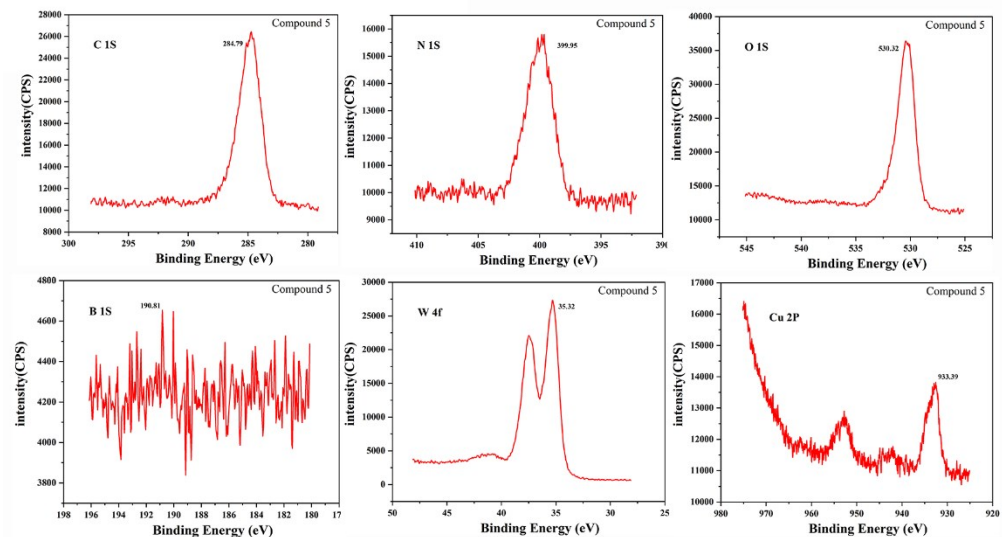 Compound 5
C 1S
284.79
intensity(CPS)
26000
24000
22000
20000
18000
16000
14000
12000
10000
8000
300 295 290 285 280
Binding Energy (eV)
Compound 5
N 1S
399.95
intensity(CPS)
16000
15000
14000
13000
12000
11000
10000
9000
410 405 400 395 39
Binding Energy (eV)
Compound 5
O 1S
530.32
intensity(CPS)
40000
35000
30000
25000
20000
15000
10000
545 540 535 530 525
Binding Energy (eV)
Compound 5
B 1S
190.81
intensity(CPS)
4800
4600
4400
4200
4000
3800
198 196 194 192 190 188 186 184 182 180 17
Binding Energy (eV)
Compound 5
W 4f
35.32
intensity(CPS)
30000
25000
20000
15000
10000
5000
0
50 45 40 35 30 25
Binding Energy (eV)
Compound 5
Cu 2P
933.39
intensity(CPS)
17000
16000
15000
14000
13000
12000
11000
10000
980 970 960 950 940 930 920
Binding Energy (eV)